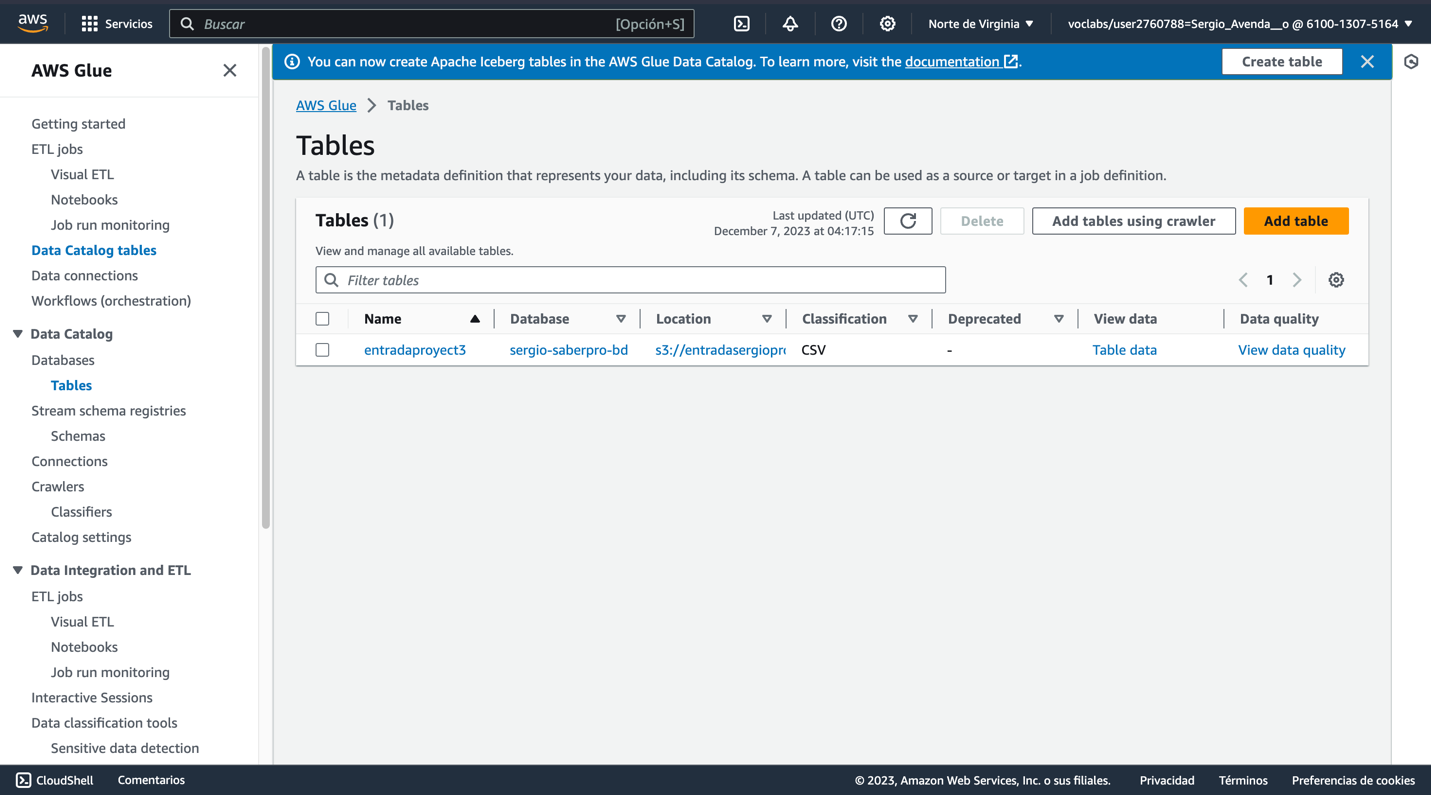 aws
Servicios
Buscar
[Opción+S]
Norte de Virginia
voclabs/user2760788=Sergio_Avenda__o @ 6100-1307-5164
AWS Glue
Getting started
ETL jobs
Visual ETL
Notebooks
Job run monitoring
Data Catalog tables
Data connections
Workflows (orchestration)
Data Catalog
Databases
Tables
Stream schema registries
Schemas
Connections
Crawlers
Classifiers
Catalog settings
Data Integration and ETL
ETL jobs
Visual ETL
Notebooks
Job run monitoring
Interactive Sessions
Data classification tools
Sensitive data detection
You can now create Apache Iceberg tables in the AWS Glue Data Catalog. To learn more, visit the documentation.
Create table
AWS Glue > Tables
Tables
A table is the metadata definition that represents your data, including its schema. A table can be used as a source or target in a job definition.
Tables (1)
View and manage all available tables.
Last updated (UTC)
December 7, 2023 at 04:17:15
Delete
Add tables using crawler
Add table
Filter tables
1
Name Database Location Classification Deprecated View data Data quality
entradaproyect3 sergio-saberpro-bd s3://entradasergiopro CSV - Table data View data quality
CloudShell
Comentarios
© 2023, Amazon Web Services, Inc. o sus filiales.
Privacidad
Términos
Preferencias de cookies